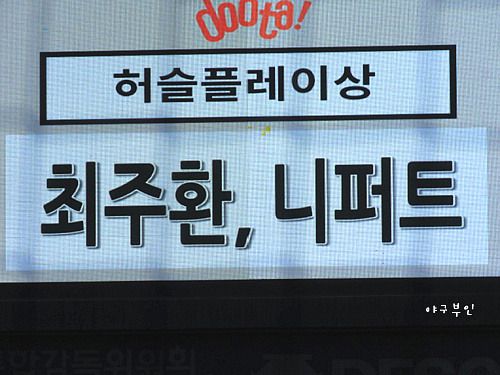 doota!
허슬플레이상
최주환, 니퍼트
야구부인